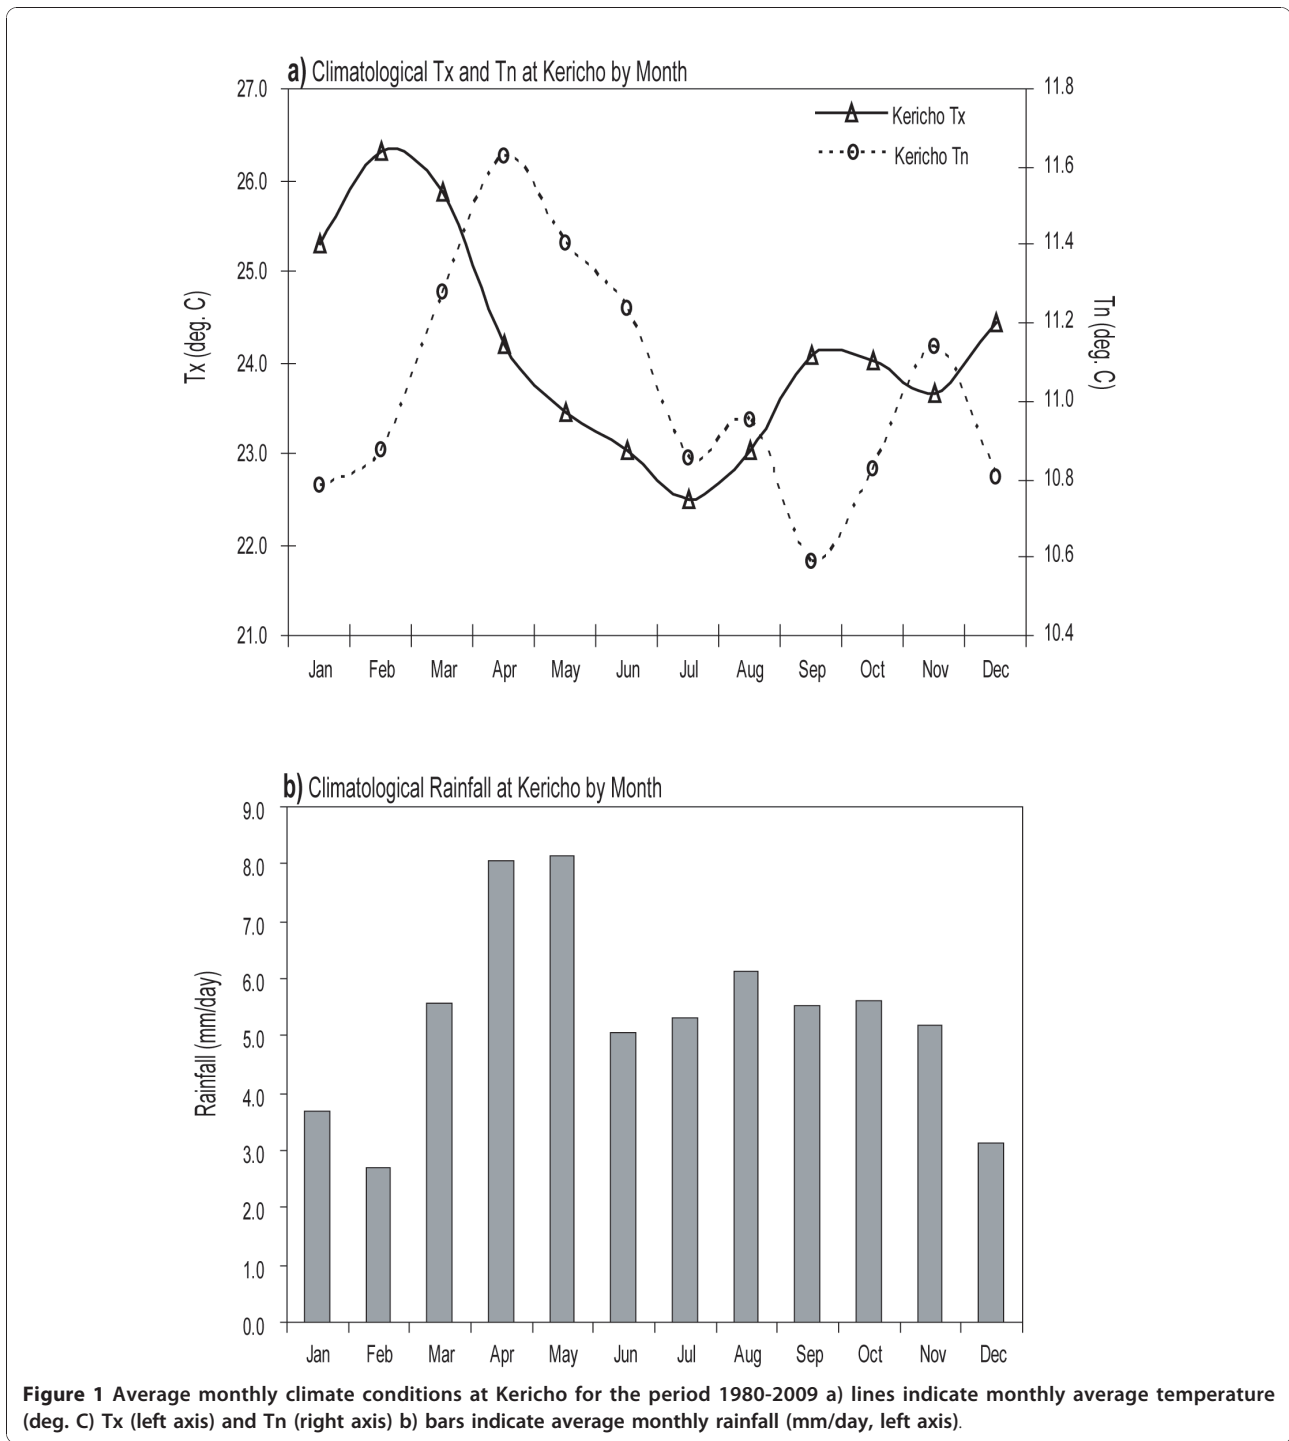 a) Climatological Tx and Tn at Kericho by Month
27.0
26.0
25.0
24.0
23.0
22.0
21.0
Tx (deg. C)
Kericho Tx
Kericho Tn
11.8
11.6
11.4
11.2
11.0
10.8
10.6
10.4
Tn (deg. C)
Jan Feb Mar Apr May Jun Jul Aug Sep Oct Nov Dec
b) Climatological Rainfall at Kericho by Month
9.0
8.0
7.0
6.0
5.0
4.0
3.0
2.0
1.0
0.0
Rainfall (mm/day)
Jan Feb Mar Apr May Jun Jul Aug Sep Oct Nov Dec
Figure 1 Average monthly climate conditions at Kericho for the period 1980-2009 a) lines indicate monthly average temperature
(deg. C) Tx (left axis) and Tn (right axis) b) bars indicate average monthly rainfall (mm/day, left axis).